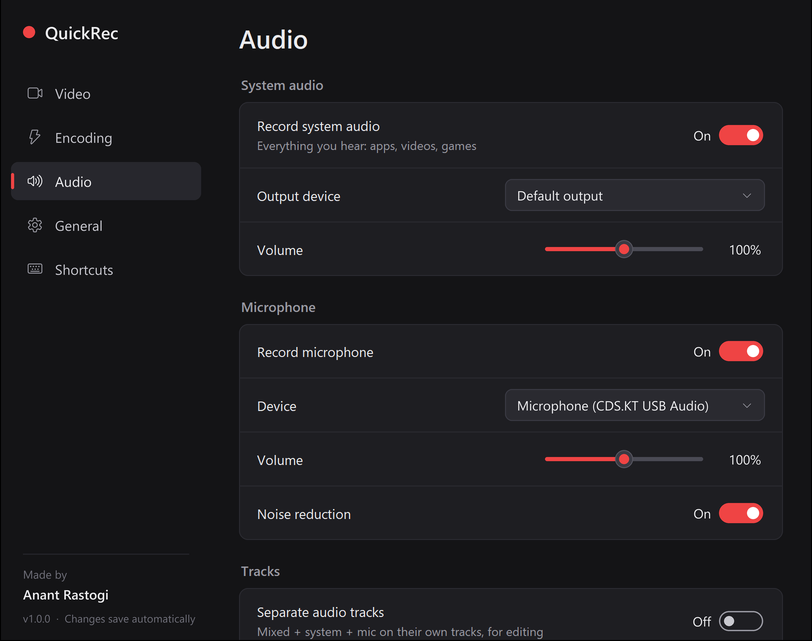 QuickRec
Video
Encoding
Audio
General
Shortcuts
Made by
Anant Rastogi
v1.0.0 · Changes save automatically
Audio
System audio
Record system audio
Everything you hear: apps, videos, games
On
Output device
Default output
Volume
100%
Microphone
Record microphone
On
Device
Microphone (CDS.KT USB Audio)
Volume
100%
Noise reduction
On
Tracks
Separate audio tracks
Mixed + system + mic on their own tracks, for editing
Off